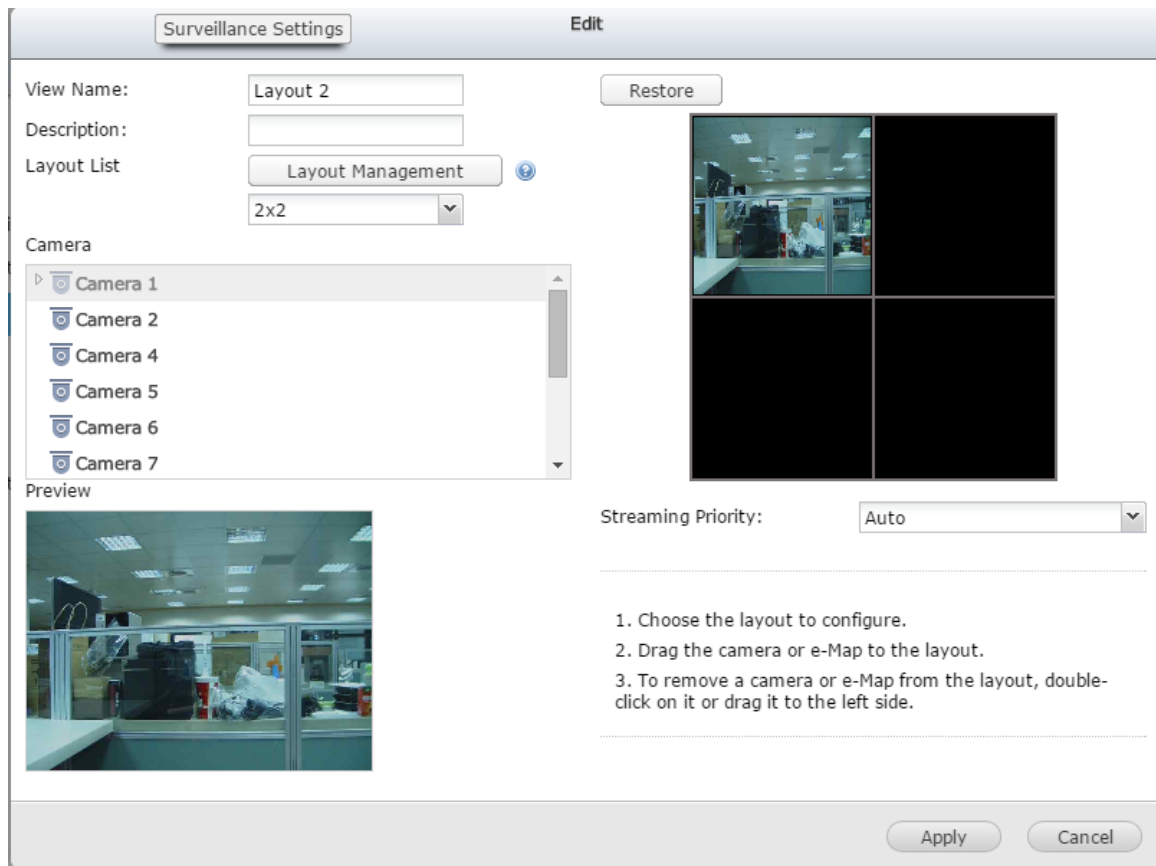 Surveillance Settings
Edit
View Name:
Layout 2
Description:
Layout List
Layout Management
2x2
Camera
Camera 1
Camera 2
Camera 4
Camera 5
Camera 6
Camera 7
Preview
Restore
Streaming Priority:
Auto
1. Choose the layout to configure.
2. Drag the camera or e-Map to the layout.
3. To remove a camera or e-Map from the layout, double-
click on it or drag it to the left side.
Apply
Cancel